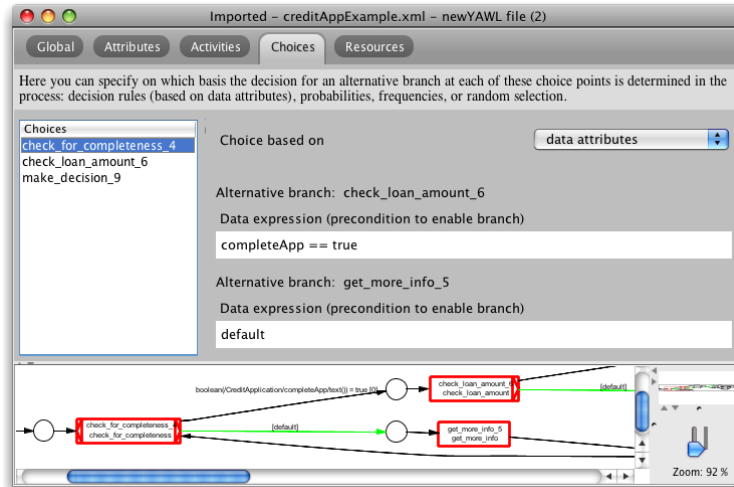 Imported – creditAppExample.xml – newYAWL file (2)
Global Attributes Activities Choices Resources
Here you can specify on which basis the decision for an alternative branch at each of these choice points is determined in the
process: decision rules (based on data attributes), probabilities, frequencies, or random selection.
Choices
check_for_completeness_4
check_loan_amount_6
make_decision_9
Choice based on
data attributes
Alternative branch: check_loan_amount_6
Data expression (precondition to enable branch)
completeApp == true
Alternative branch: get_more_info_5
Data expression (precondition to enable branch)
default
boolean(/CreditApplication/completeApp/text()) = true [0]
check_loan_amount_6
check_loan_amount
[default]
check_for_completeness_
check_for_completeness
[default]
get_more_info_5
get_more_info
Zoom: 92 %